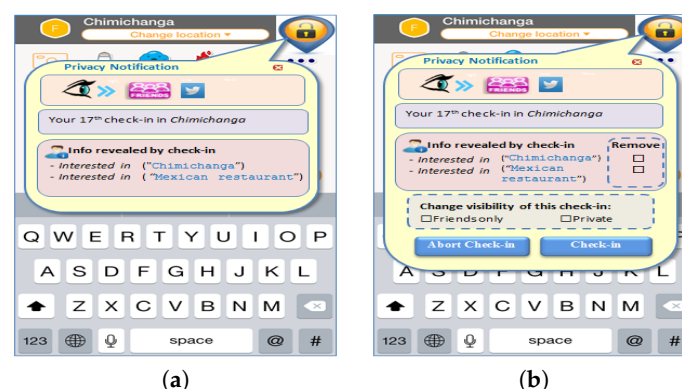 F
Chimichanga
Change location
Privacy Notification
FRIENDS
Your 17th check-in in Chimichanga
Info revealed by check-in
- Interested in ("Chimichanga")
- Interested in ( "Mexican restaurant")
Q W E R T Y U I O P
A S D F G H J K L
Z X C V B N M
123 space @ #
(a)
F
Chimichanga
Change location
Privacy Notification
FRIENDS
Your 17th check-in in Chimichanga
Info revealed by check-in Remove
- Interested in ("Chimichanga")
- Interested in ("Mexican
restaurant")
Change visibility of this check-in:
Friends only Private
Abort Check-in Check-in
A S D F G H J K L
Z X C V B N M
123 space @ #
(b)